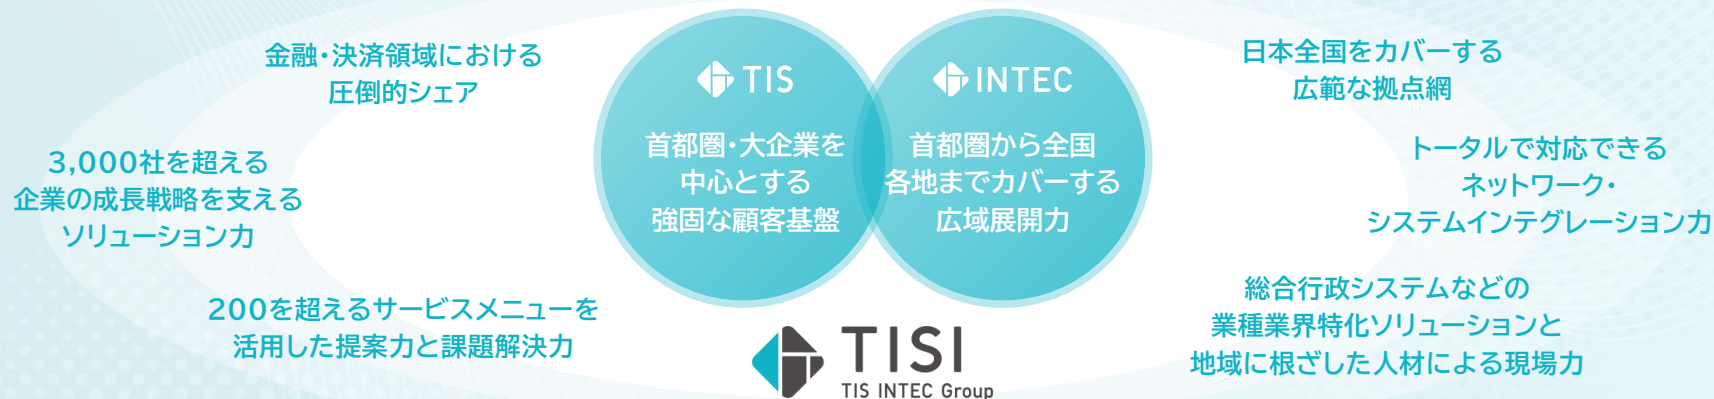 金融・決済領域における
圧倒的シェア
3,000社を超える
企業の成長戦略を支える
ソリューション力
200を超えるサービスメニューを
活用した提案力と課題解決力
TIS
首都圏・大企業を
中心とする
強固な顧客基盤
INTEC
首都圏から全国
各地までカバーする
広域展開力
TISI
TIS INTEC Group
日本全国をカバーする
広範な拠点網
トータルで対応できる
ネットワーク・
システムインテグレーション力
総合行政システムなどの
業種業界特化ソリューションと
地域に根ざした人材による現場力